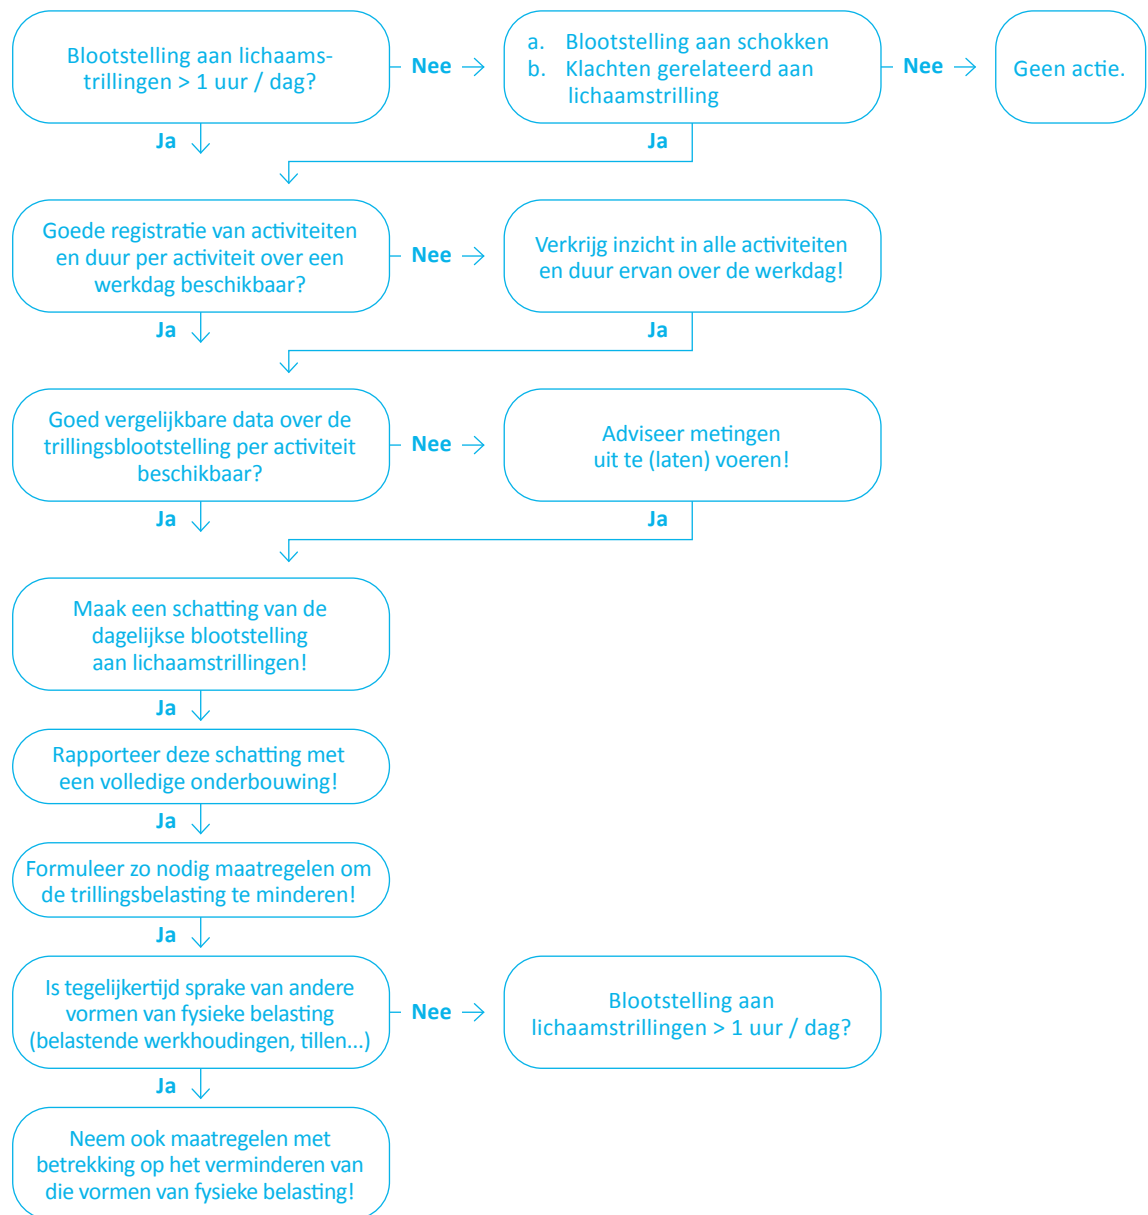 Blootstelling aan lichaams-
trillingen > 1 uur / dag?
Nee
a. Blootstelling aan schokken
b. Klachten gerelateerd aan
lichaamstrilling
Nee
Geen actie.
Ja
Ja
Goede registratie van activiteiten
en duur per activiteit over een
werkdag beschikbaar?
Nee
Verkrijg inzicht in alle activiteiten
en duur ervan over de werkdag!
Ja
Ja
Goed vergelijkbare data over de
trillingsblootstelling per activiteit
beschikbaar?
Nee
Adviseer metingen
uit te (laten) voeren!
Ja
Ja
Maak een schatting van de
dagelijkse blootstelling
aan lichaamstrillingen!
Ja
Rapporteer deze schatting met
een volledige onderbouwing!
Ja
Formuleer zo nodig maatregelen om
de trillingsbelasting te minderen!
Ja
Is tegelijkertijd sprake van andere
vormen van fysieke belasting
(belastende werkhoudingen, tillen...)
Nee
Blootstelling aan
lichaamstrillingen > 1 uur / dag?
Ja
Neem ook maatregelen met
betrekking op het verminderen van
die vormen van fysieke belasting!